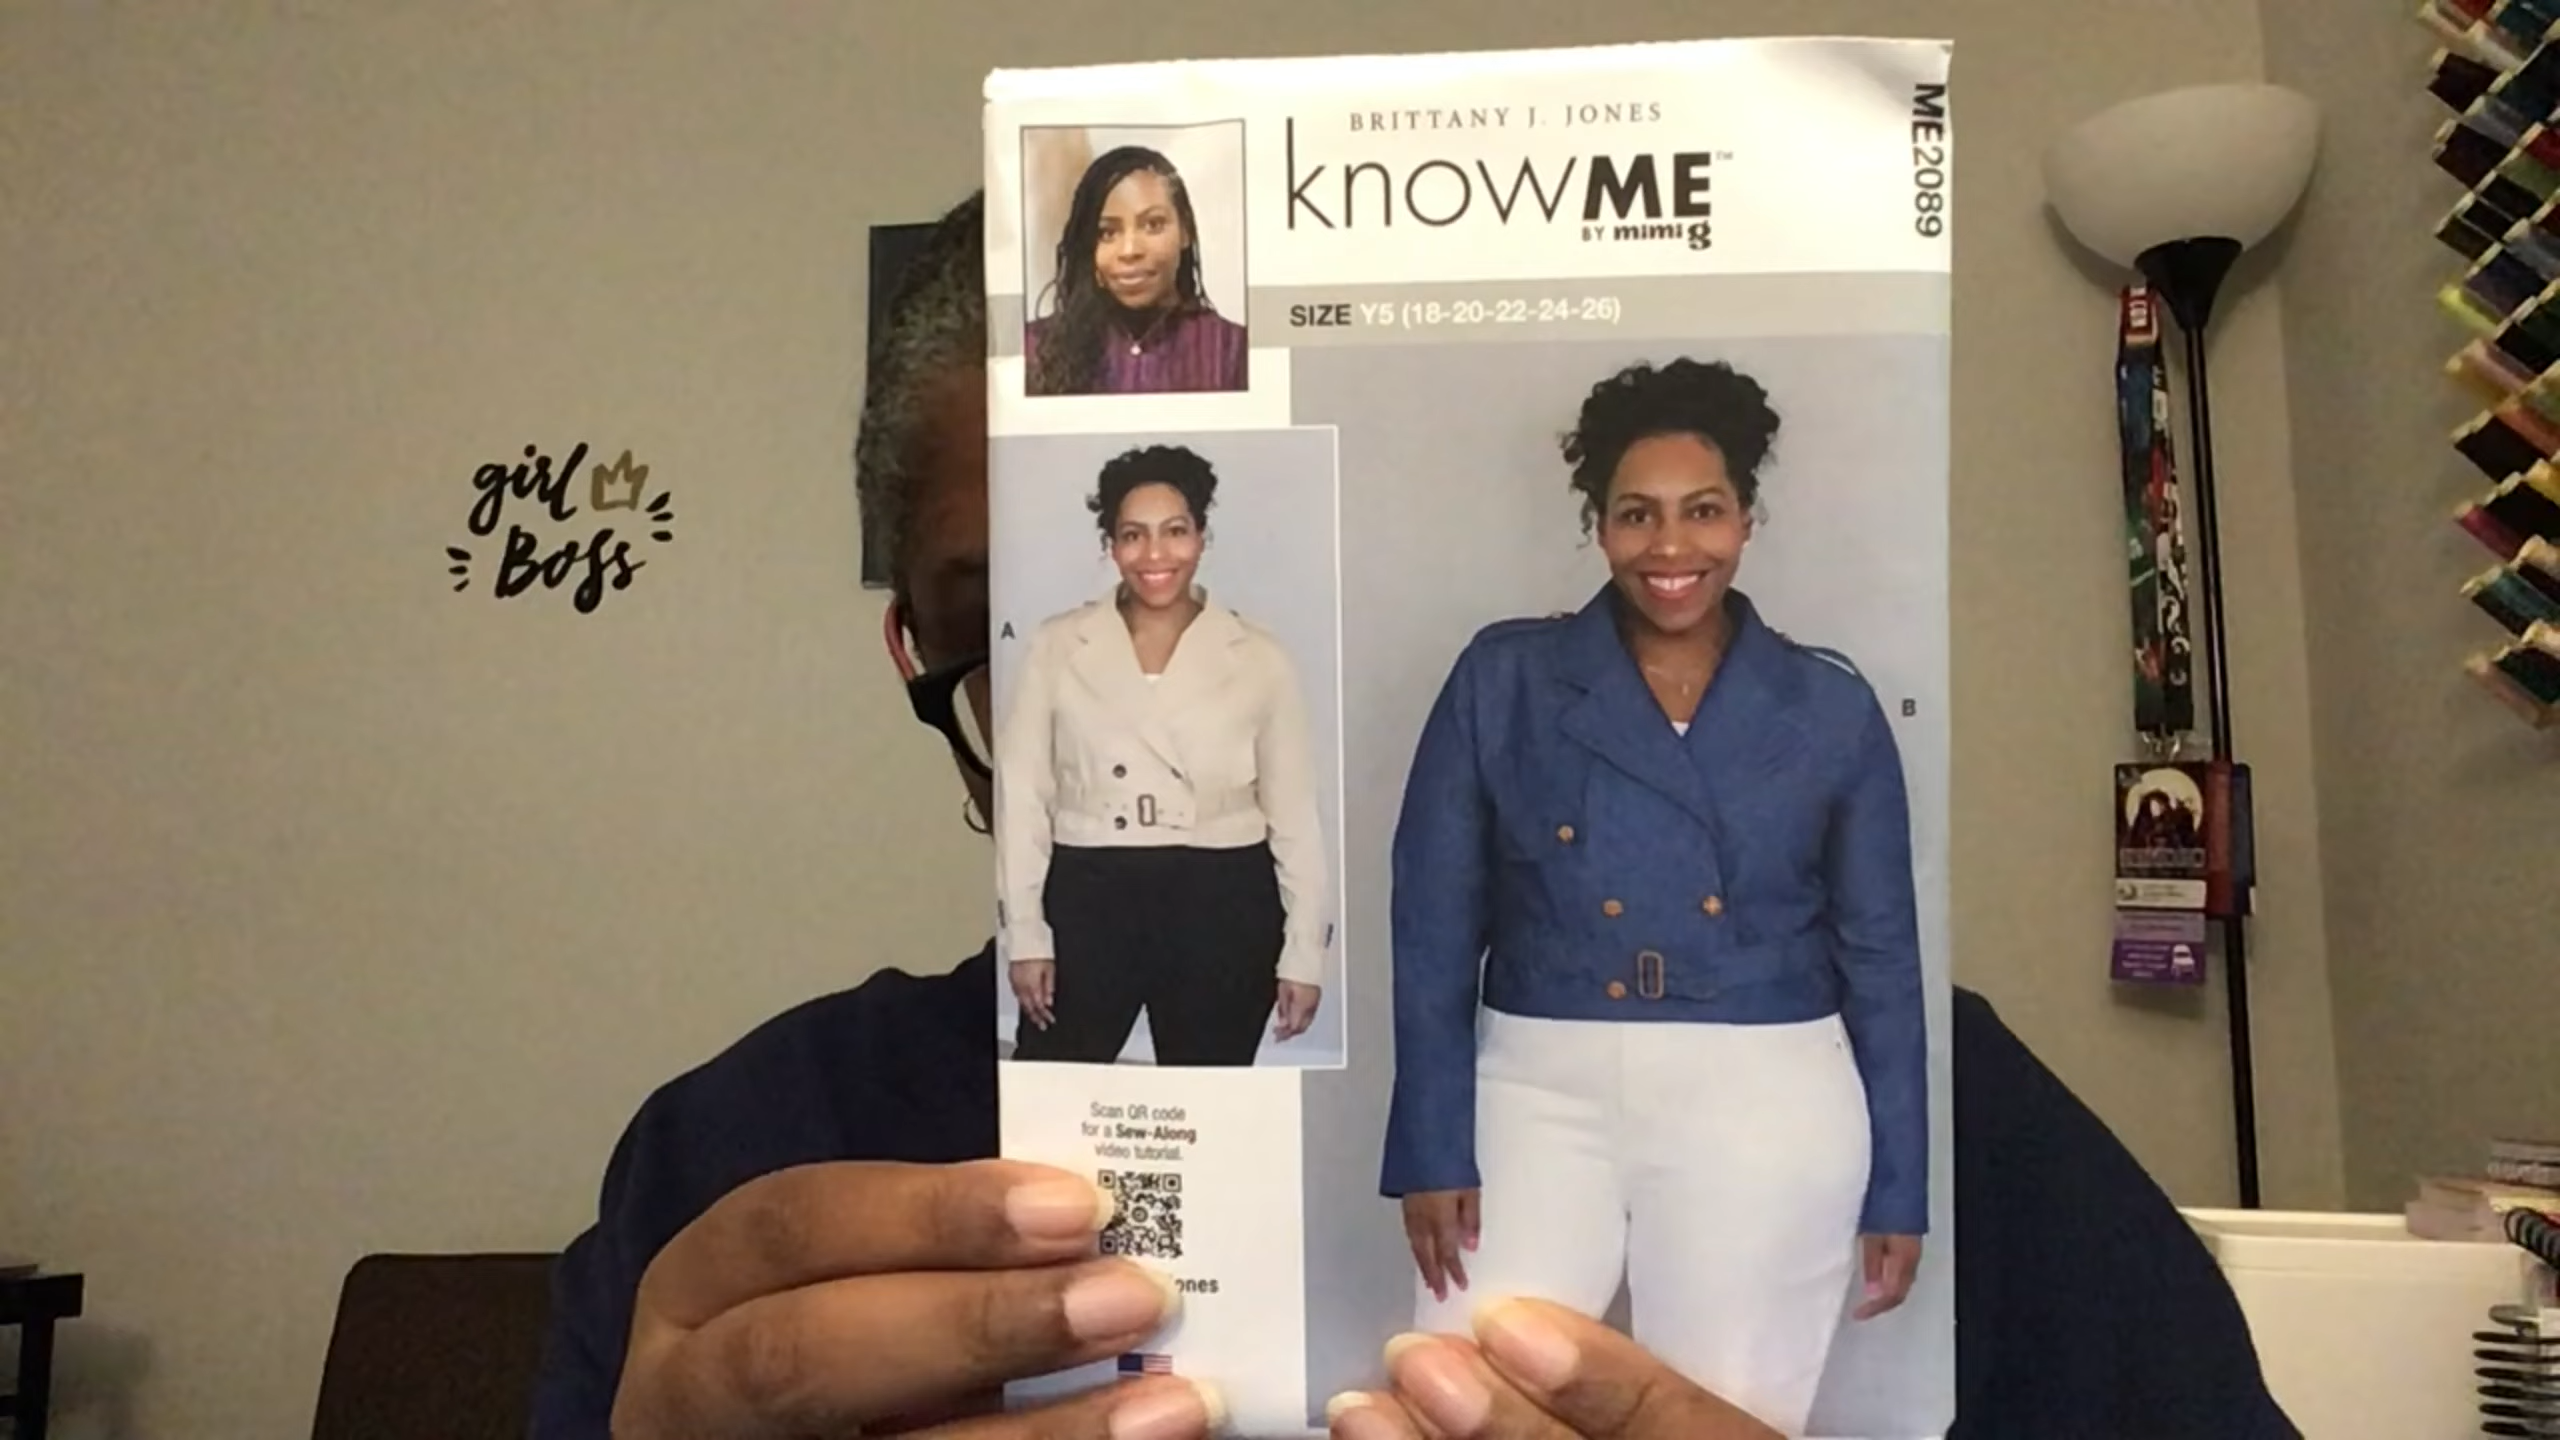 girl
Boss
BRITTANY J. JONES
knowME™
BY mimi g
ME2089
SIZE Y5 (18-20-22-24-26)
A
B
Scan QR code
for a Sew-Along
video tutorial.